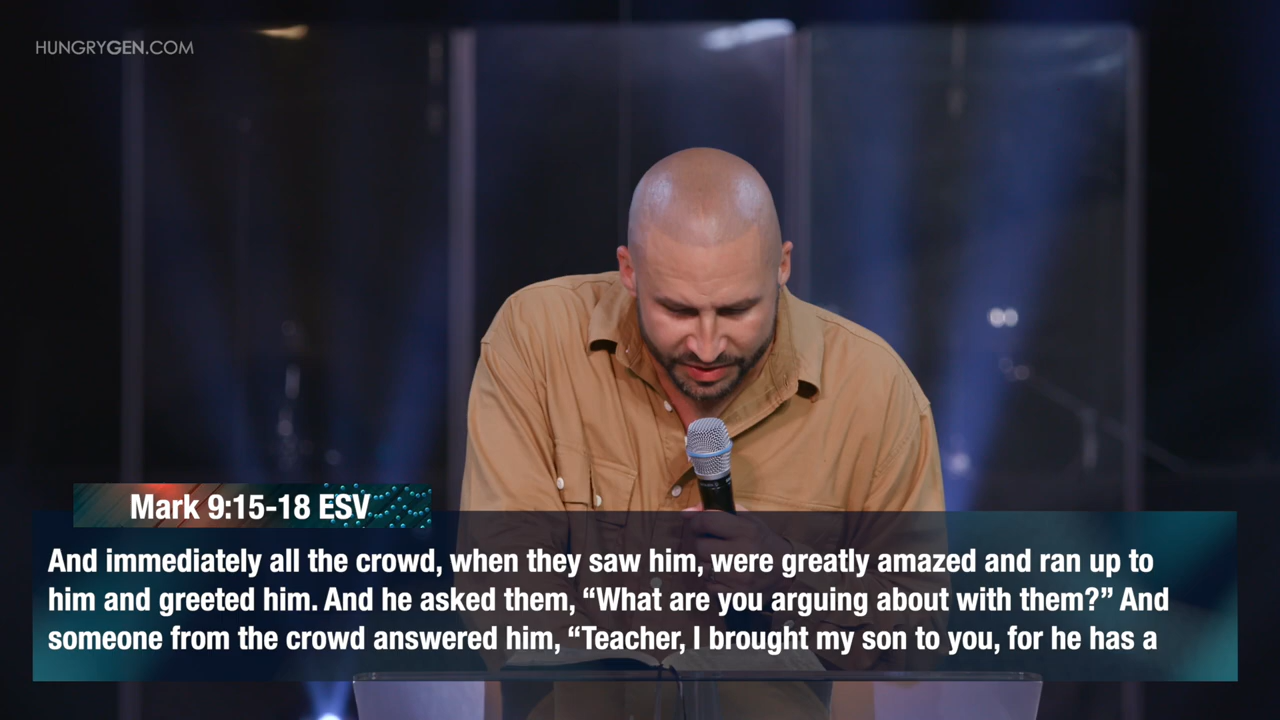 HUNGRYGEN.COM
Mark 9:15-18 ESV
And immediately all the crowd, when they saw him, were greatly amazed and ran up to
him and greeted him. And he asked them, “What are you arguing about with them?” And
someone from the crowd answered him, “Teacher, I brought my son to you, for he has a